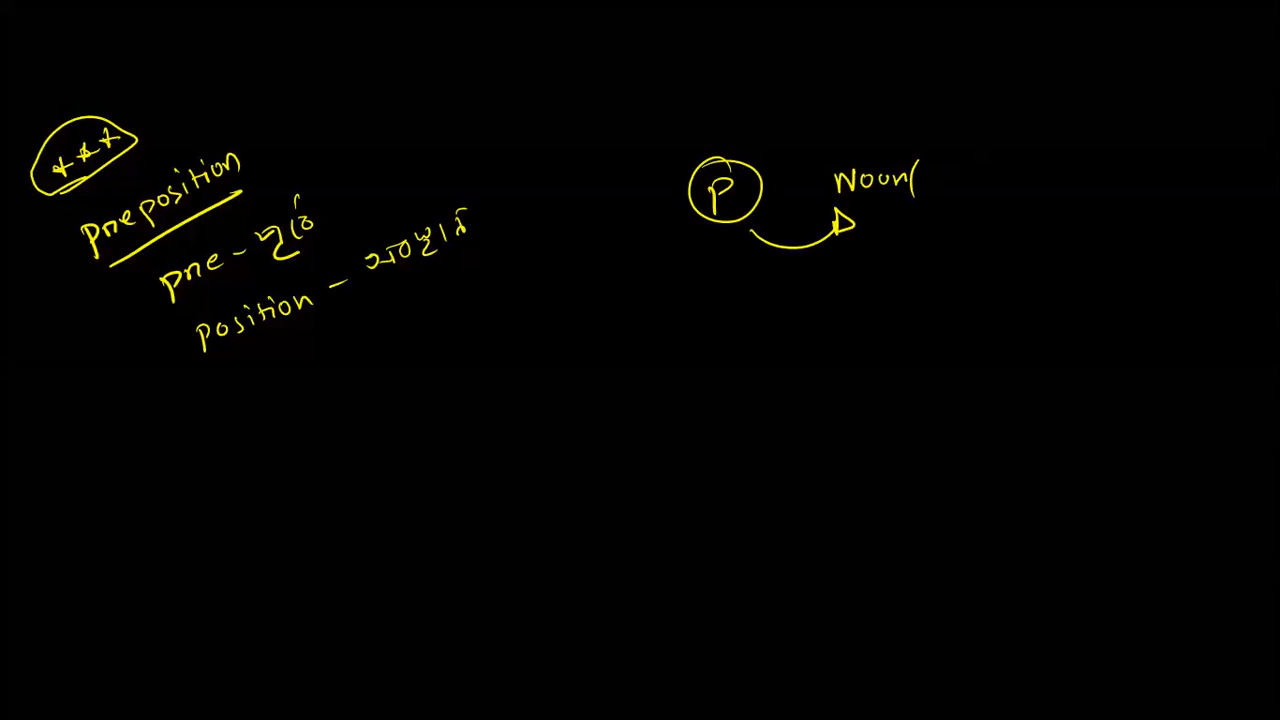 ***
preposition
pre - পূর্বে
position - অবস্থান
P
Noun(